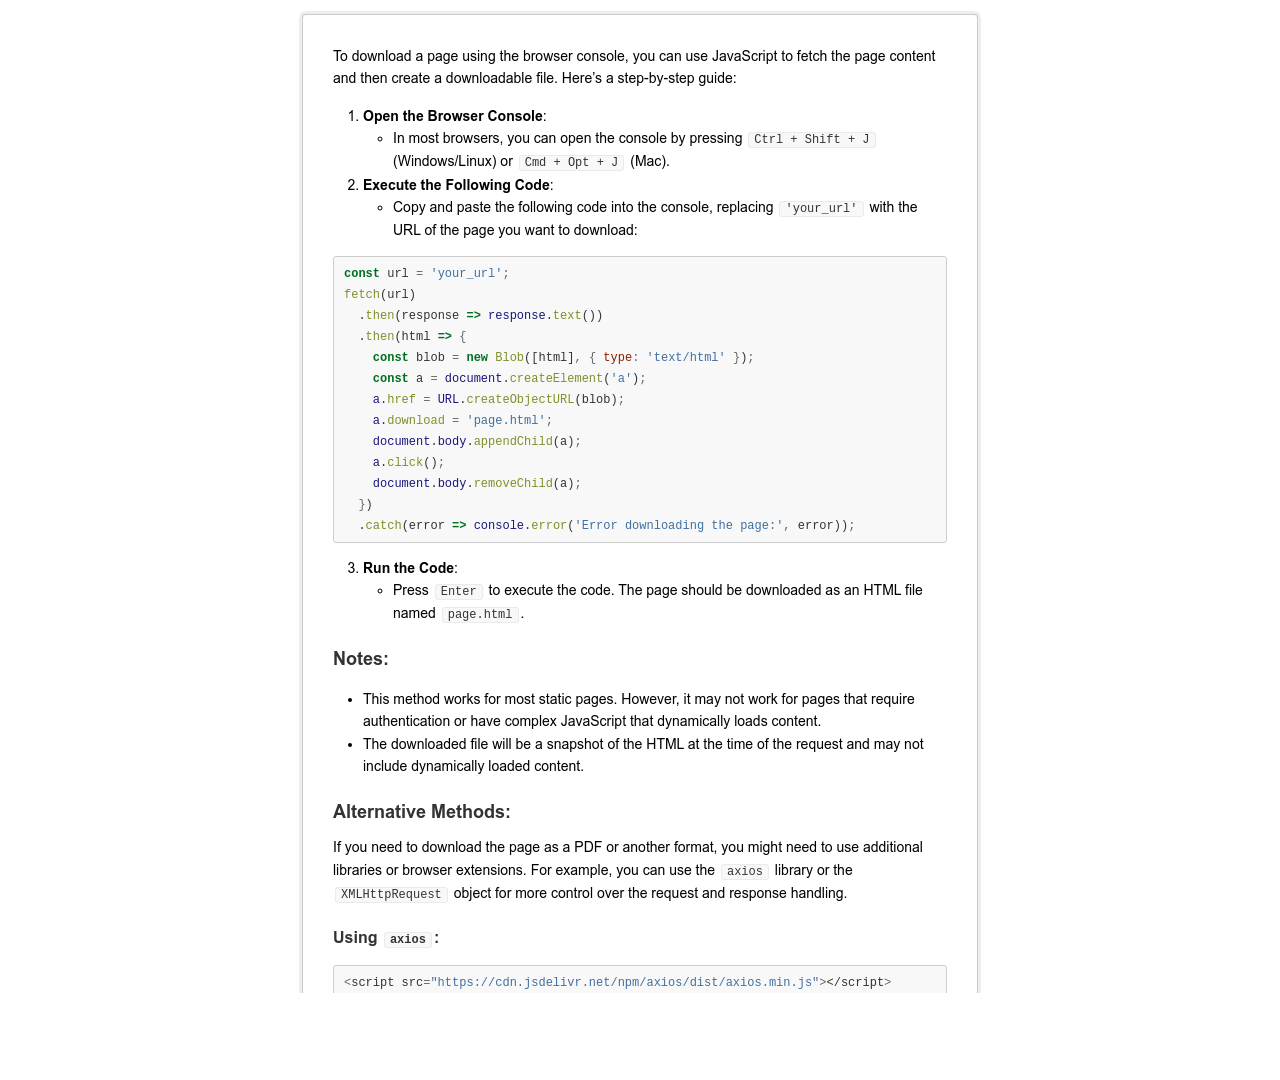 To download a page using the browser console, you can use JavaScript to fetch the page content
and then create a downloadable file. Here’s a step-by-step guide:
1. Open the Browser Console:
◦ In most browsers, you can open the console by pressing Ctrl + Shift + J
(Windows/Linux) or Cmd + Opt + J (Mac).
2. Execute the Following Code:
◦ Copy and paste the following code into the console, replacing 'your_url' with the
URL of the page you want to download:
const url = 'your_url';
fetch(url)
  .then(response => response.text())
  .then(html => {
    const blob = new Blob([html], { type: 'text/html' });
    const a = document.createElement('a');
    a.href = URL.createObjectURL(blob);
    a.download = 'page.html';
    document.body.appendChild(a);
    a.click();
    document.body.removeChild(a);
  })
  .catch(error => console.error('Error downloading the page:', error));
3. Run the Code:
◦ Press Enter to execute the code. The page should be downloaded as an HTML file
named page.html.
Notes:
• This method works for most static pages. However, it may not work for pages that require
authentication or have complex JavaScript that dynamically loads content.
• The downloaded file will be a snapshot of the HTML at the time of the request and may not
include dynamically loaded content.
Alternative Methods:
If you need to download the page as a PDF or another format, you might need to use additional
libraries or browser extensions. For example, you can use the axios library or the
XMLHttpRequest object for more control over the request and response handling.
Using axios:
<script src="https://cdn.jsdelivr.net/npm/axios/dist/axios.min.js"></script>